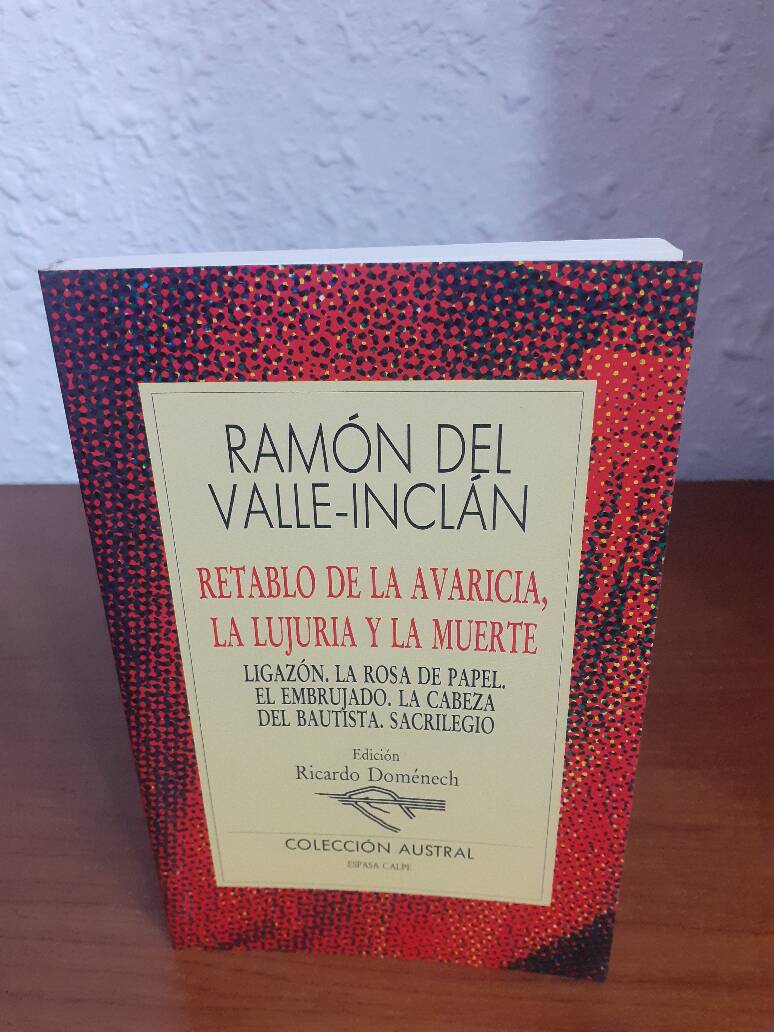 RAMÓN DEL
VALLE-INCLÁN
RETABLO DE LA AVARICIA,
LA LUJURIA Y LA MUERTE
LIGAZÓN. LA ROSA DE PAPEL.
EL EMBRUJADO. LA CABEZA
DEL BAUTISTA. SACRILEGIO
Edición
Ricardo Doménech
COLECCIÓN AUSTRAL
ESPASA CALPE